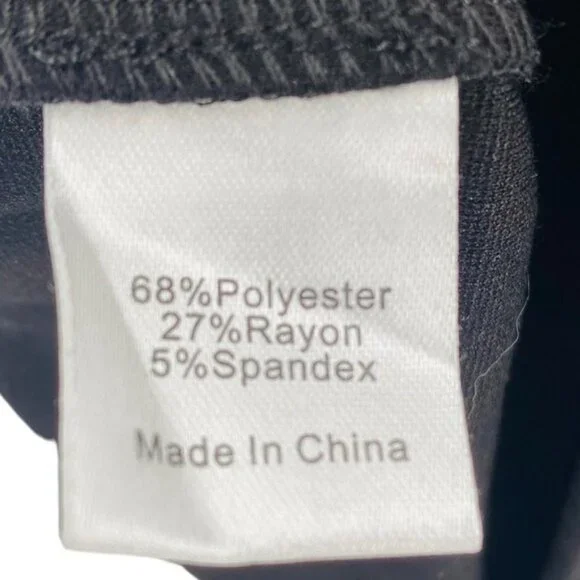 68%Polyester
27%Rayon
5%Spandex
Made In China